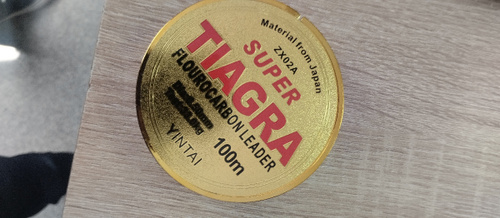 Material from Japan
ZX02A
SUPER
TIAGRA
FLOUROCARBON LEADER
100m
YINTAI